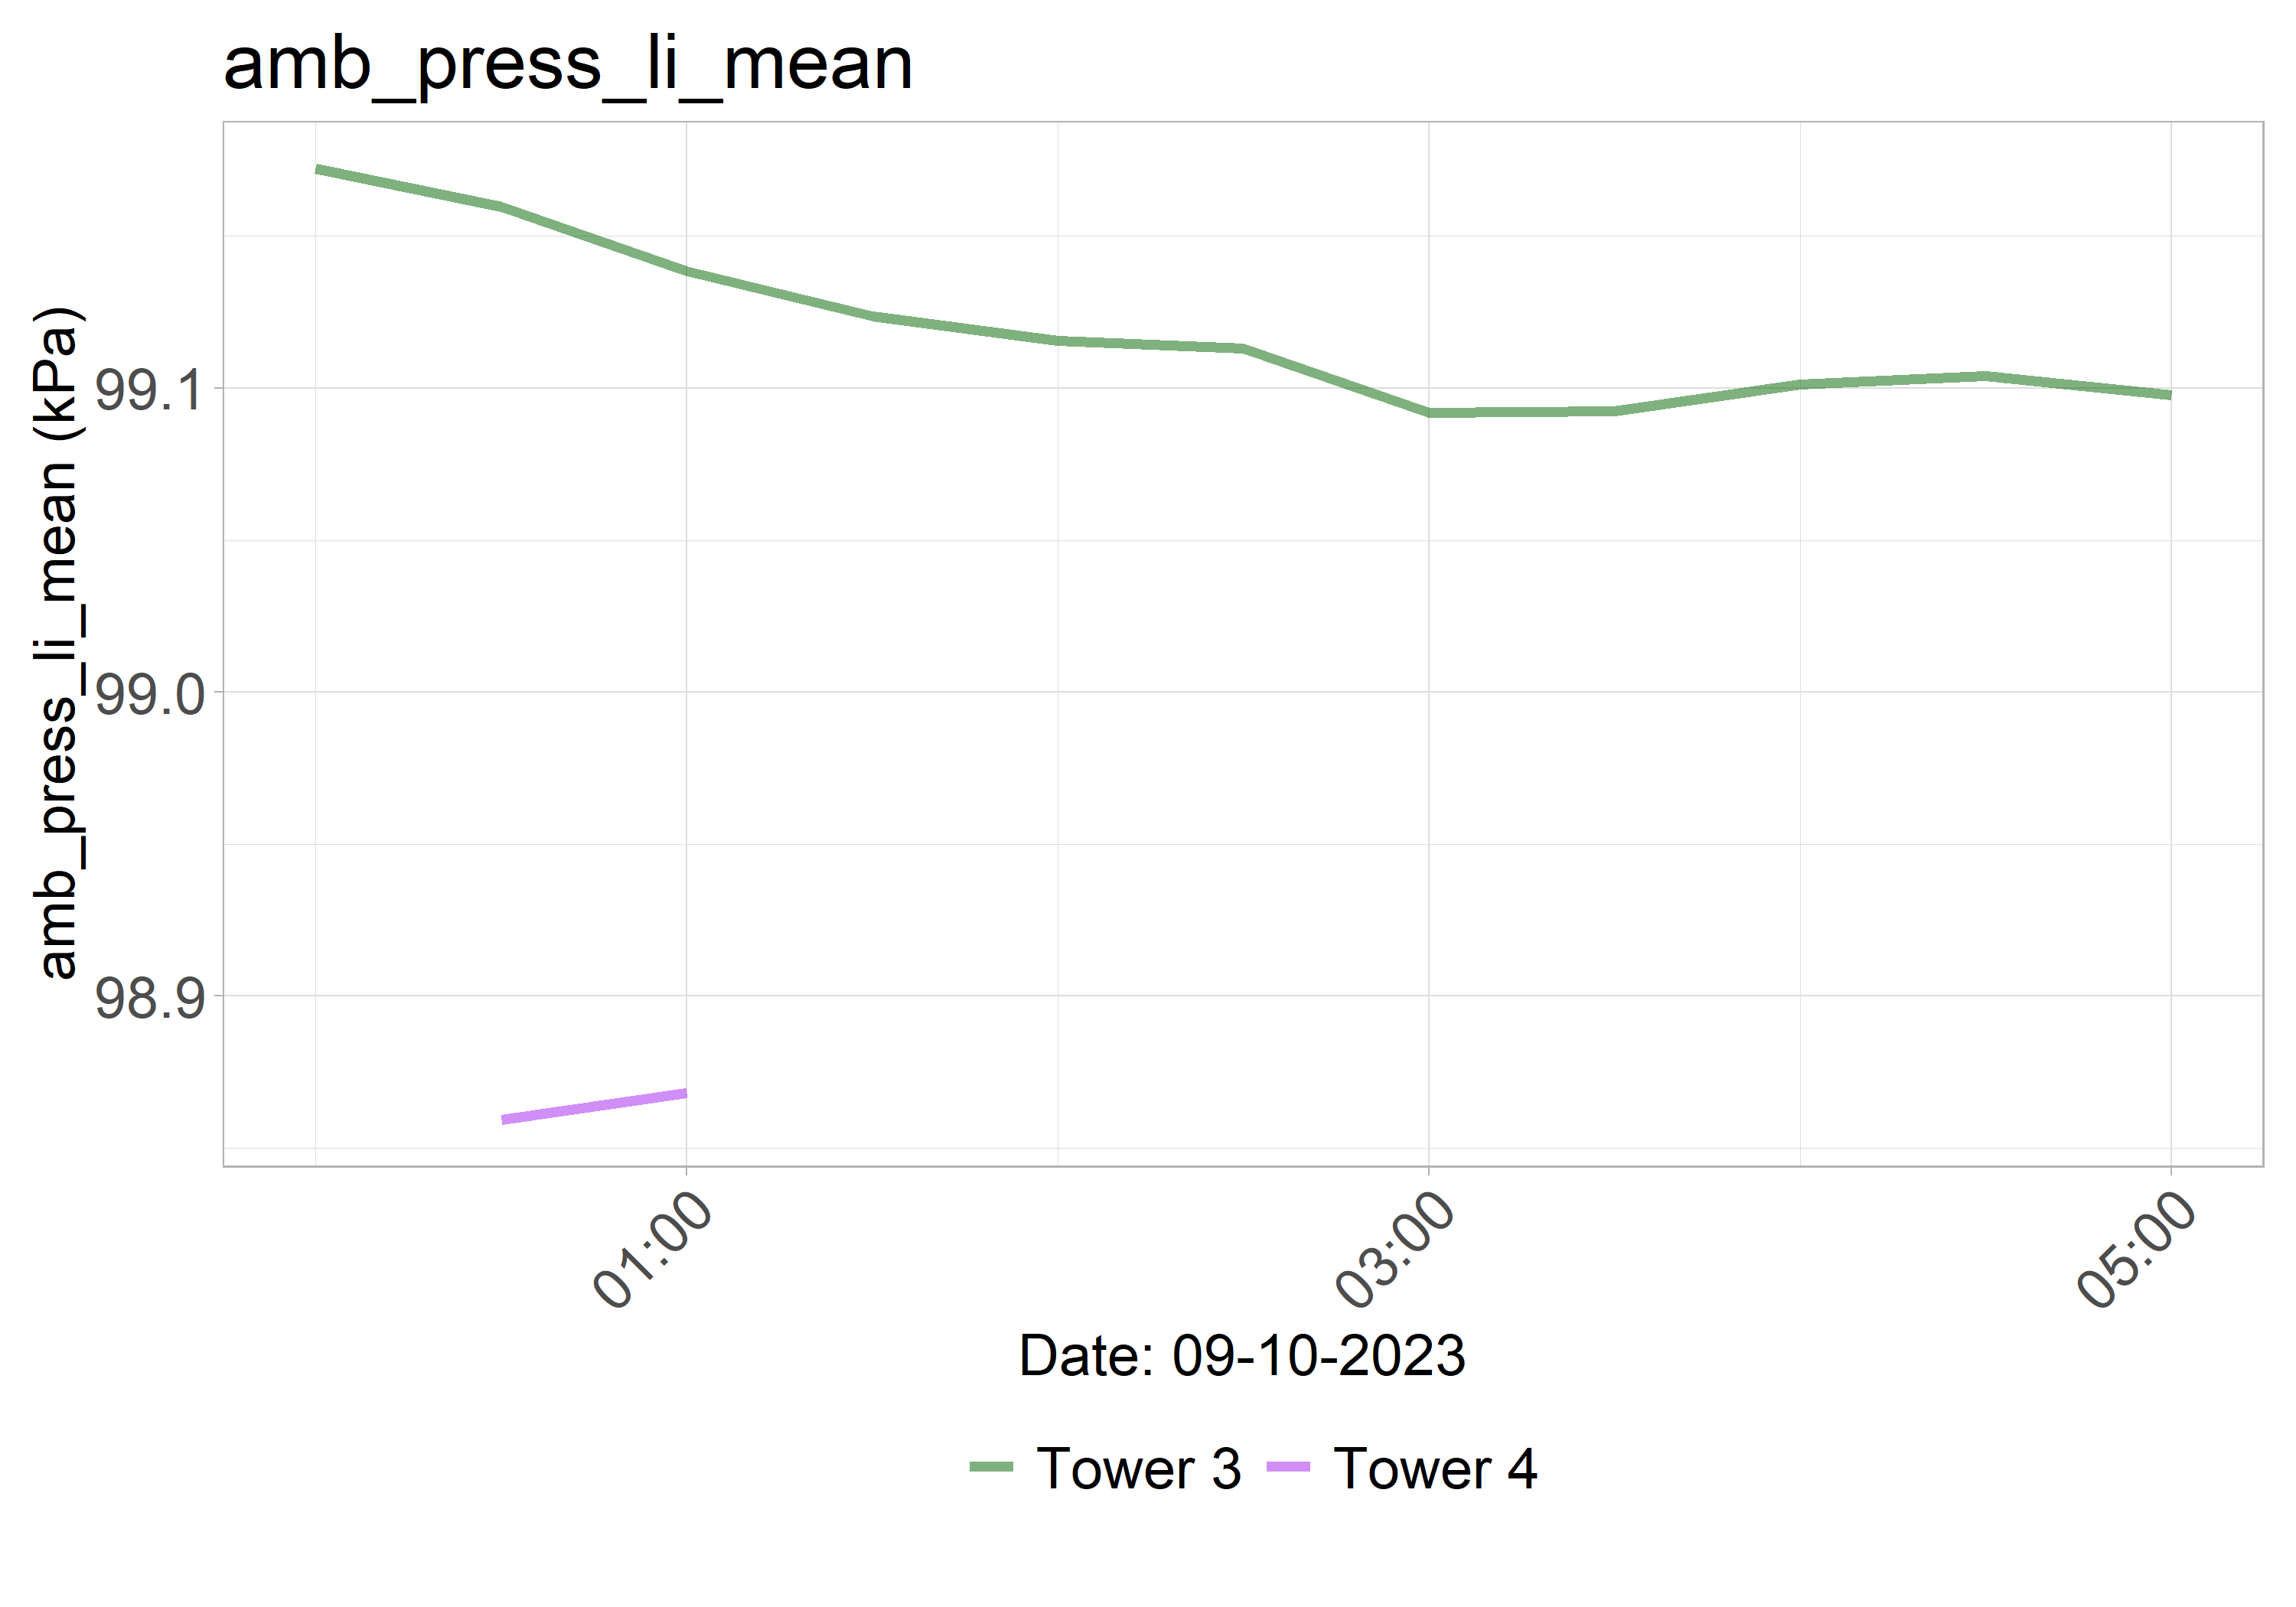 amb_press_li_mean
amb_press_li_mean (kPa)
99.1
99.0
98.9
01:00
03:00
05:00
Date: 09-10-2023
Tower 3
Tower 4